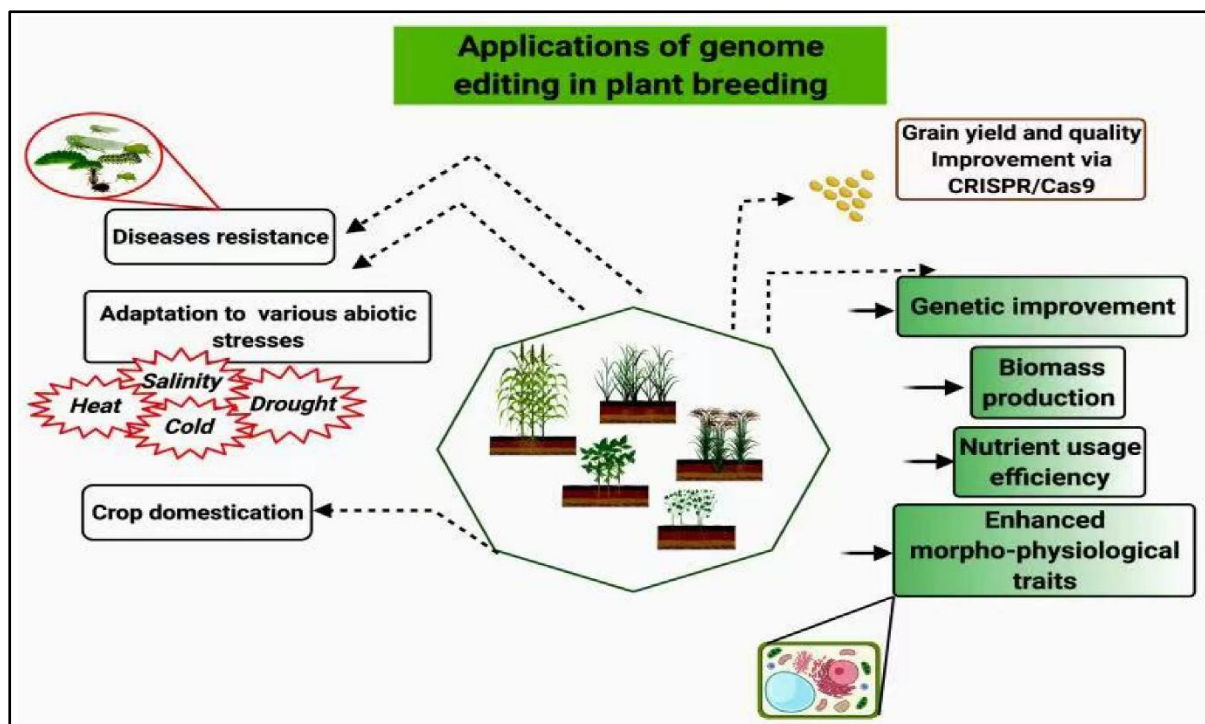 Applications of genome
editing in plant breeding
Grain yield and quality
Improvement via
CRISPR/Cas9
Diseases resistance
Adaptation to various abiotic
stresses
Salinity
Heat
Drought
Cold
Crop domestication
Genetic improvement
Biomass
production
Nutrient usage
efficiency
Enhanced
morpho-physiological
traits